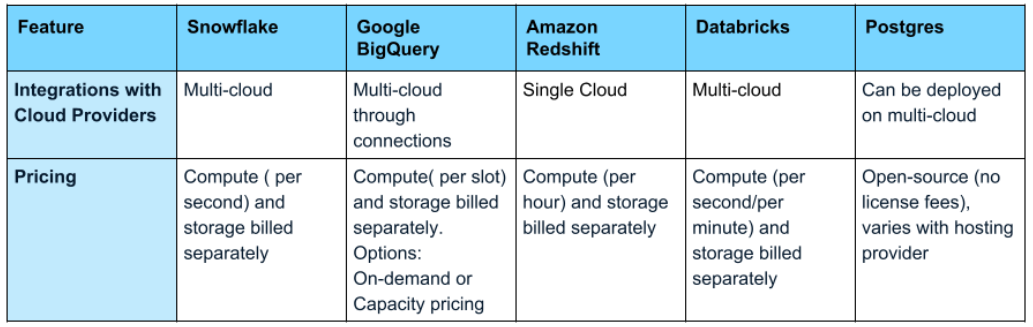 Feature
Snowflake
Google
BigQuery
Amazon
Redshift
Databricks
Postgres
Integrations with
Cloud Providers
Multi-cloud
Multi-cloud
through
connections
Single Cloud
Multi-cloud
Can be deployed
on multi-cloud
Pricing
Compute ( per
second) and
storage billed
separately
Compute( per slot)
and storage billed
separately.
Options:
On-demand or
Capacity pricing
Compute (per
hour) and storage
billed separately
Compute (per
second/per
minute) and
storage billed
separately
Open-source (no
license fees),
varies with hosting
provider